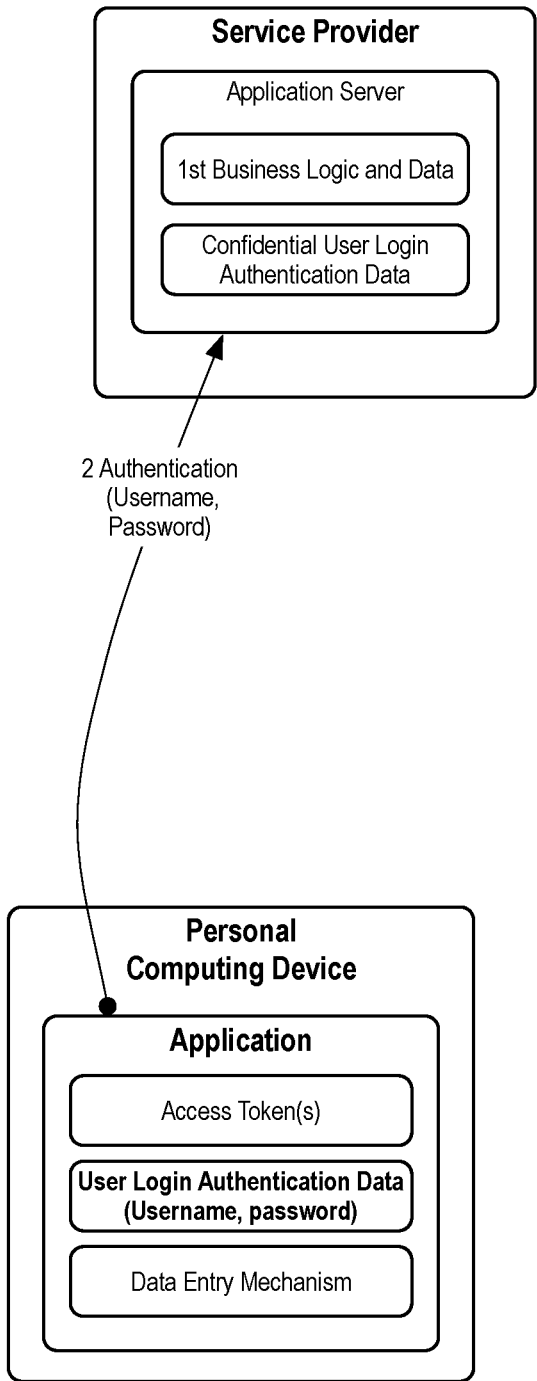 Service Provider
Application Server
1st Business Logic and Data
Confidential User Login
Authentication Data
2 Authentication
(Username,
Password)
Personal
Computing Device
Application
Access Token(s)
User Login Authentication Data
(Username, password)
Data Entry Mechanism